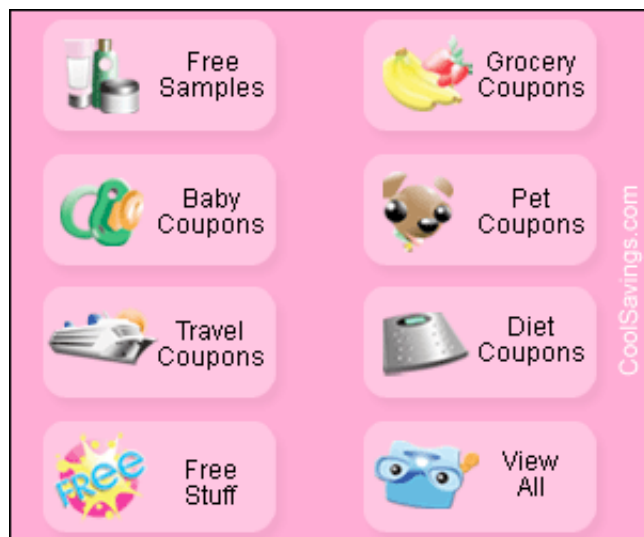 Free
Samples
Grocery
Coupons
Baby
Coupons
Pet
Coupons
Travel
Coupons
Diet
Coupons
FREE
Free
Stuff
View
All
CoolSavings.com